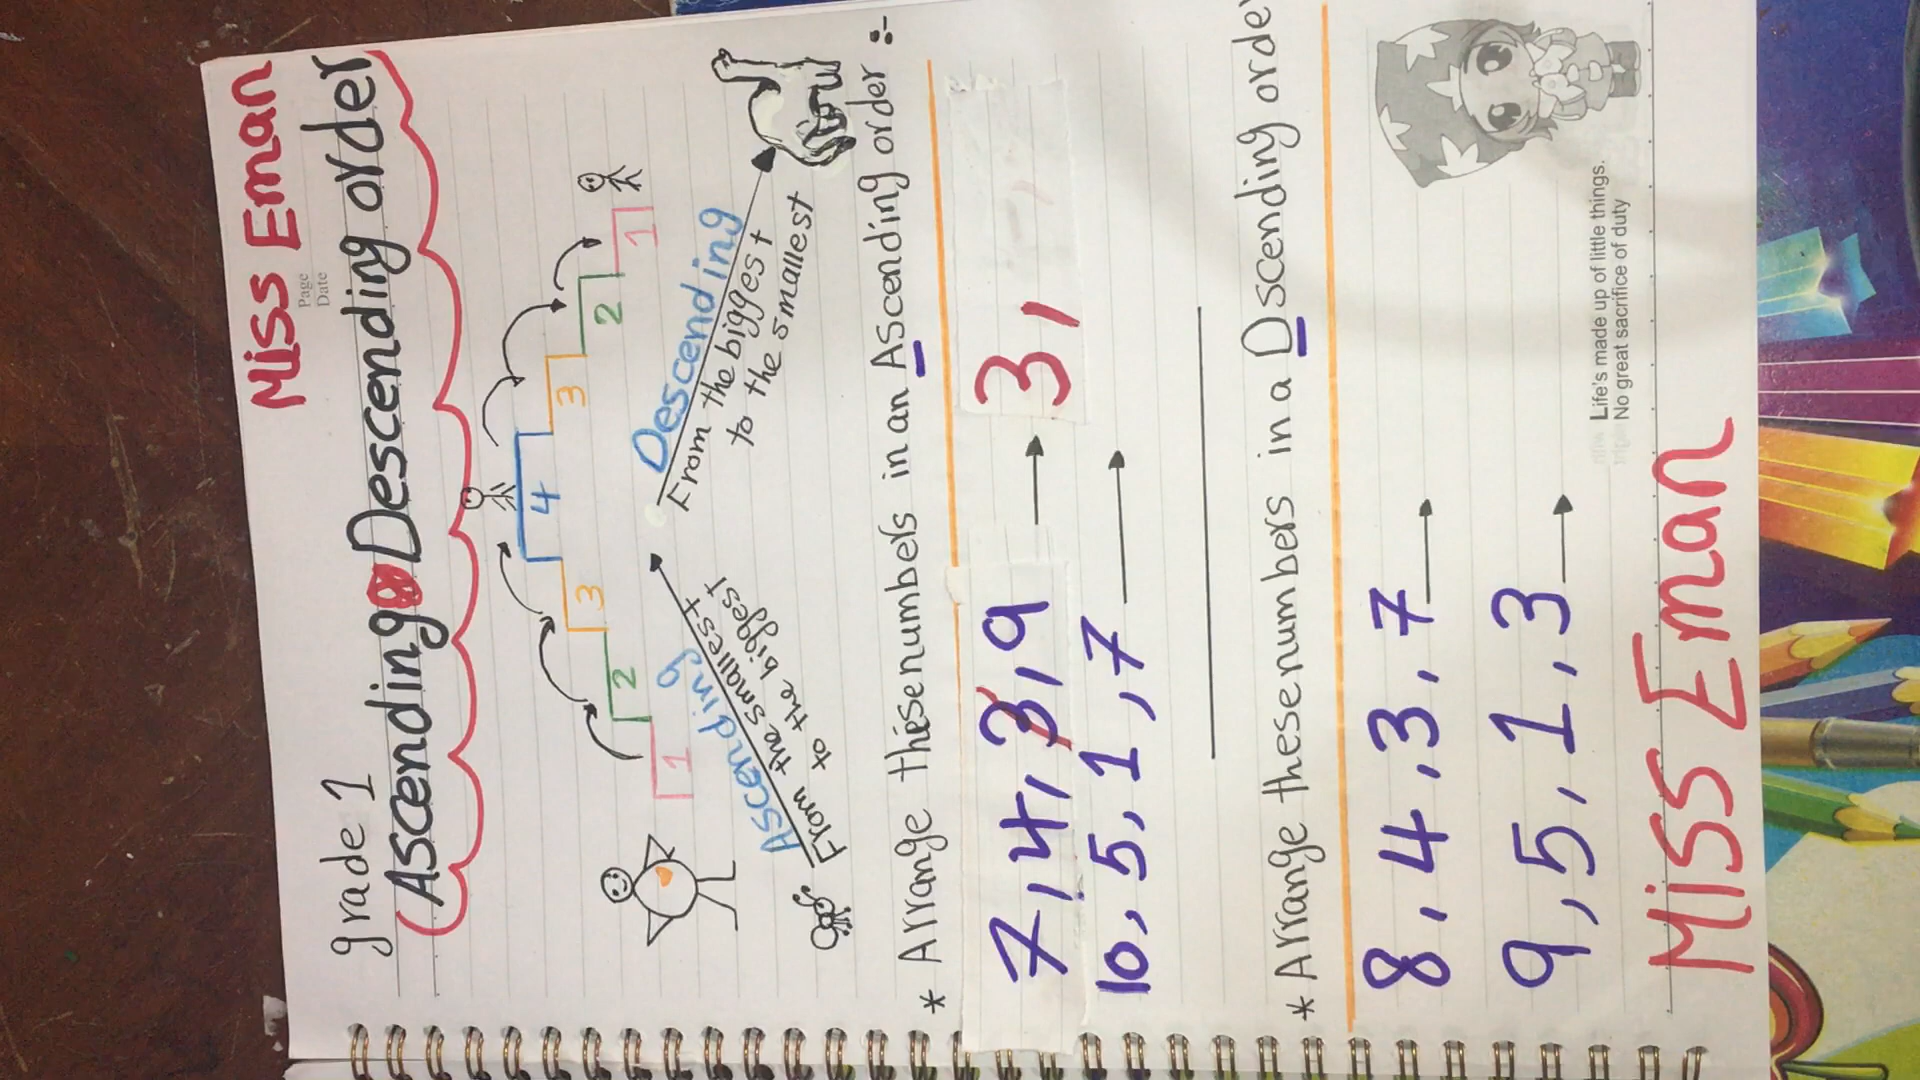 Miss Eman
Page
Date
grade 1
Ascending Descending order
4
3 3
2 2
1 1
Ascending
From the smallest
to the biggest
Descending
From the biggest
to the smallest
* Arrange these numbers in an Ascending order :-
7, 4, 3, 9 → 3,
10, 5, 1, 7 →
* Arrange these numbers in a Dscending order
8, 4, 3, 7 →
9, 5, 1, 3 →
Life's made up of little things.
No great sacrifice of duty
Miss Eman